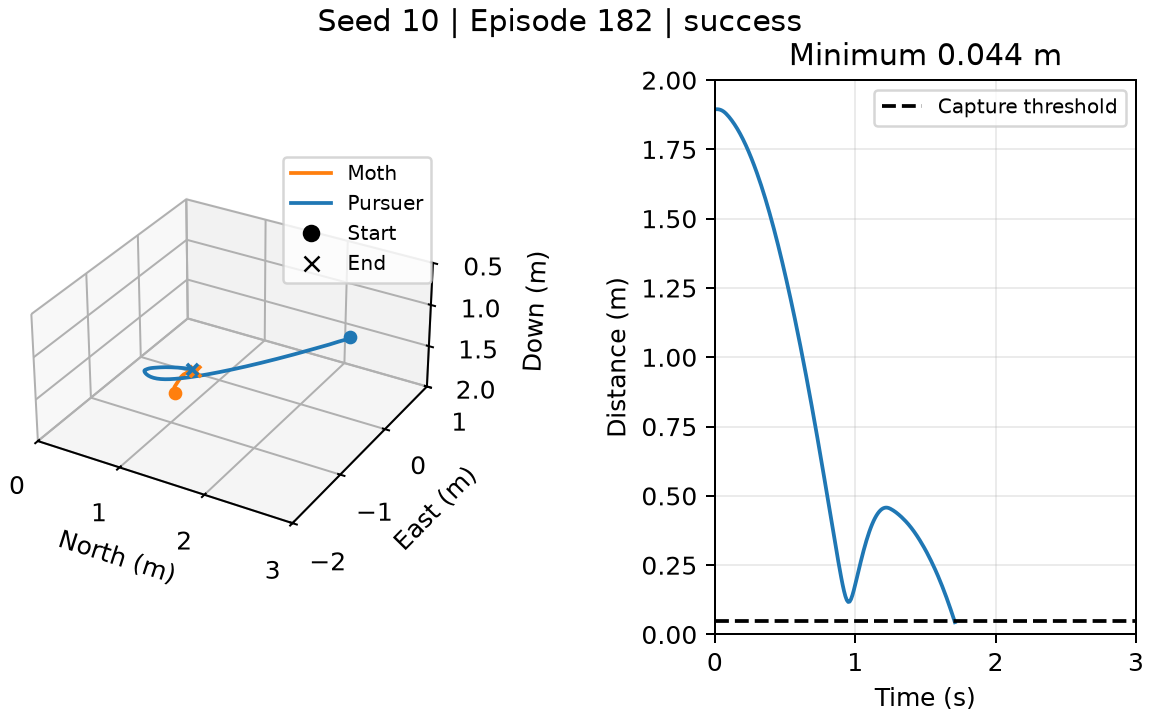 Seed 10 | Episode 182 | success
Moth
Pursuer
Start
End
0.5
1.0
1.5
2.0
Down (m)
1
0
−1
−2
East (m)
0
1
2
3
North (m)
Minimum 0.044 m
Capture threshold
2.00
1.75
1.50
1.25
1.00
0.75
0.50
0.25
0.00
Distance (m)
0
1
2
3
Time (s)